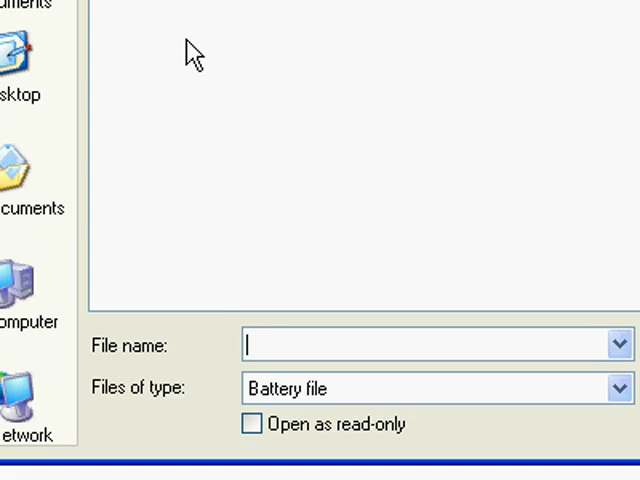 uments
sktop
cuments
omputer
etwork
File name:
Files of type:
Battery file
Open as read-only